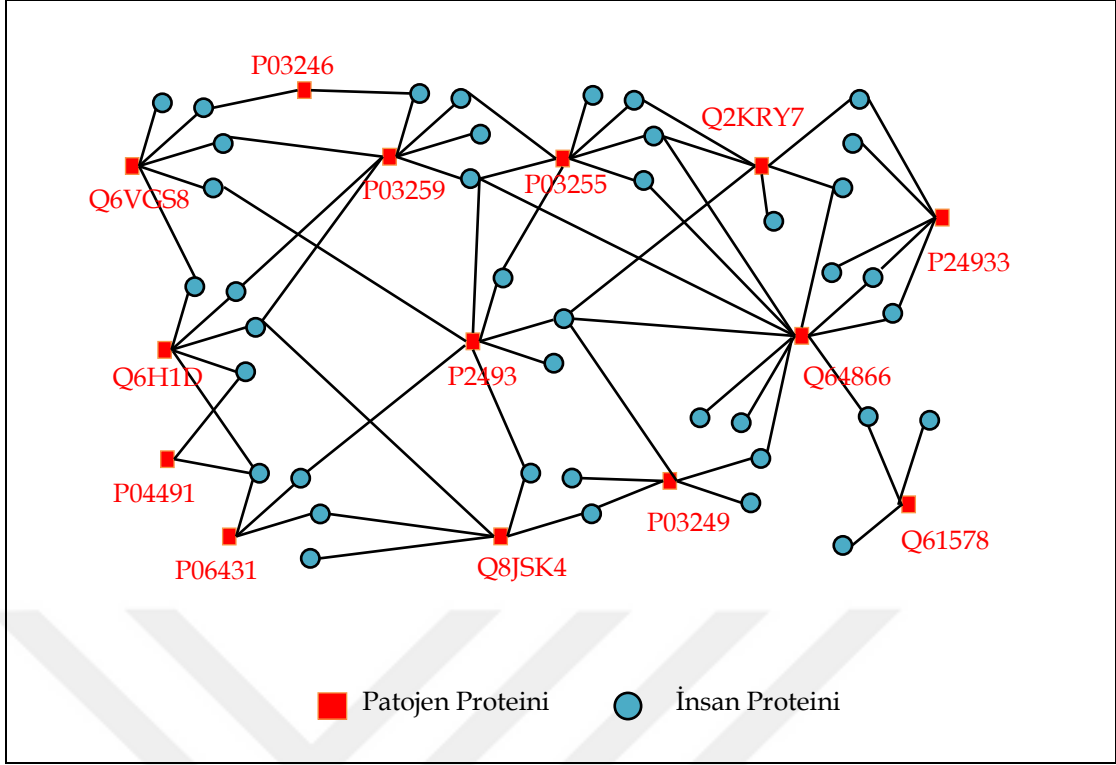 P03246
Q2KRY7
Q6VGS8
P03259
P03255
P24933
Q6H1D
P2493
Q64866
P04491
P03249
Q61578
P06431
Q8JSK4
Patojen Proteini
İnsan Proteini